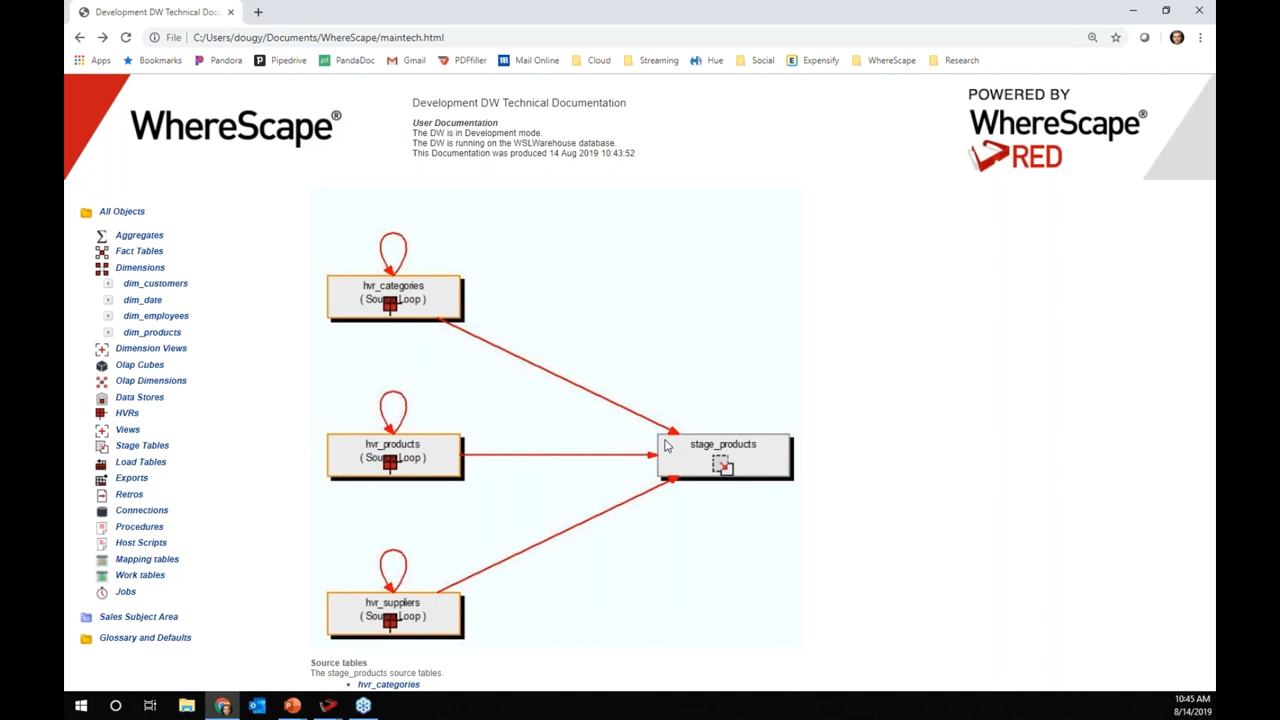 Development DW Technical Docu
File
C:/Users/dougy/Documents/WhereScape/maintech.html
Apps
Bookmarks
Pandora
Pipedrive
PandaDoc
Gmail
PDFfiller
Mail Online
Cloud
Streaming
Hue
Social
Expensify
WhereScape
Research
WhereScape®
Development DW Technical Documentation
User Documentation
The DW is in Development mode.
The DW is running on the WSLWarehouse database.
This Documentation was produced 14 Aug 2019 10:43:52
POWERED BY
WhereScape®
RED
All Objects
Aggregates
Fact Tables
Dimensions
dim_customers
dim_date
dim_employees
dim_products
Dimension Views
Olap Cubes
Olap Dimensions
Data Stores
HVRs
Views
Stage Tables
Load Tables
Exports
Retros
Connections
Procedures
Host Scripts
Mapping tables
Work tables
Jobs
Sales Subject Area
Glossary and Defaults
hvr_categories
( Sou Loop )
hvr_products
( Sou Loop )
stage_products
hvr_suppliers
( Sou Loop )
Source tables
The stage_products source tables.
• hvr_categories
10:45 AM
8/14/2019